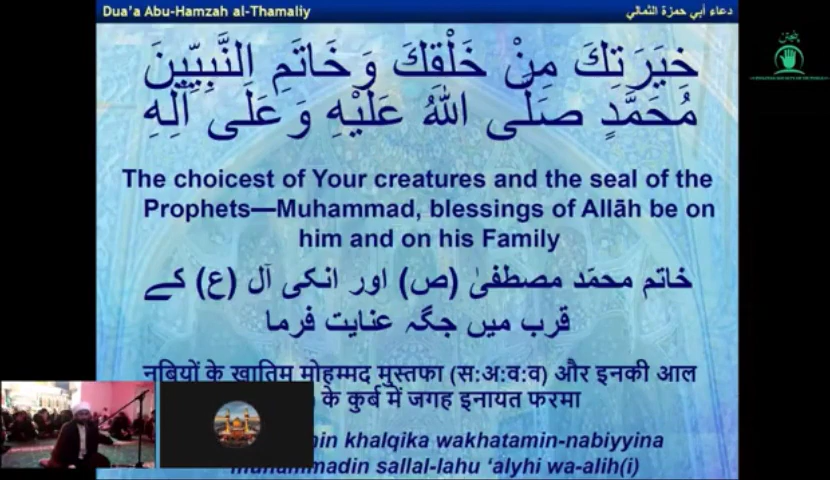 Dua'a Abu-Hamzah al-Thamaliy
دعاء أبي حمزة الثمالي
خِيَرَتِكَ مِنْ خَلْقِكَ وَخَاتَمِ النَّبِيِّينَ
مُحَمَّدٍ صَلَّى اللهُ عَلَيْهِ وَعَلَى آلِهِ
The choicest of Your creatures and the seal of the
Prophets—Muhammad, blessings of Allāh be on
him and on his Family
خاتم محمّد مصطفیٰ (ص) اور انکی آل (ع) کے
قرب میں جگہ عنایت فرما
नबियों के खातिम मोहम्मद मुस्तफा (स:अ:व:व) और इनकी आल
के कुर्ब में जगह इनायत फरमा
khalqika wakhatamin-nabiyyina
muhammadin sallal-lahu 'alyhi wa-alih(i)